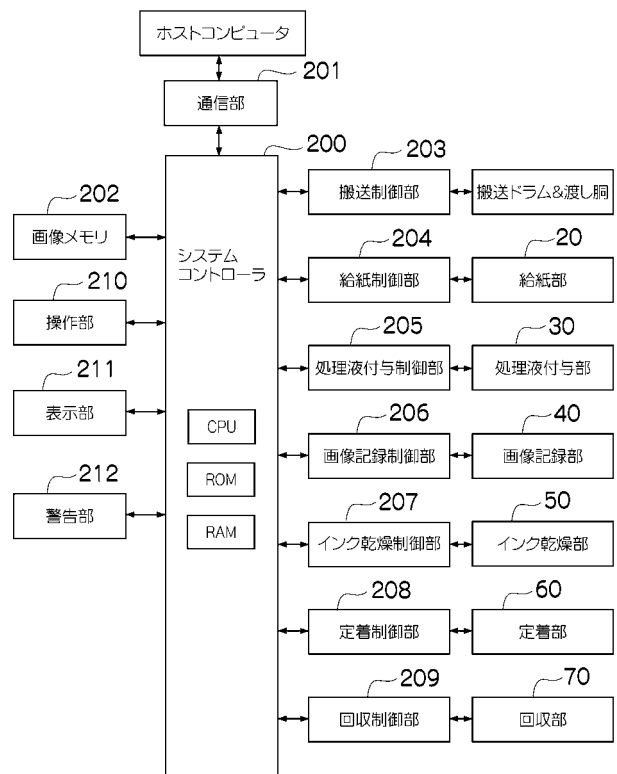 ホストコンピュータ
201
通信部
200
203
搬送制御部
搬送ドラム&渡し胴
202
画像メモリ
システム
コントローラ
204
給紙制御部
20
給紙部
210
操作部
205
処理液付与制御部
30
処理液付与部
211
表示部
CPU
206
画像記録制御部
40
画像記録部
212
警告部
ROM
RAM
207
インク乾燥制御部
50
インク乾燥部
208
定着制御部
60
定着部
209
回収制御部
70
回収部